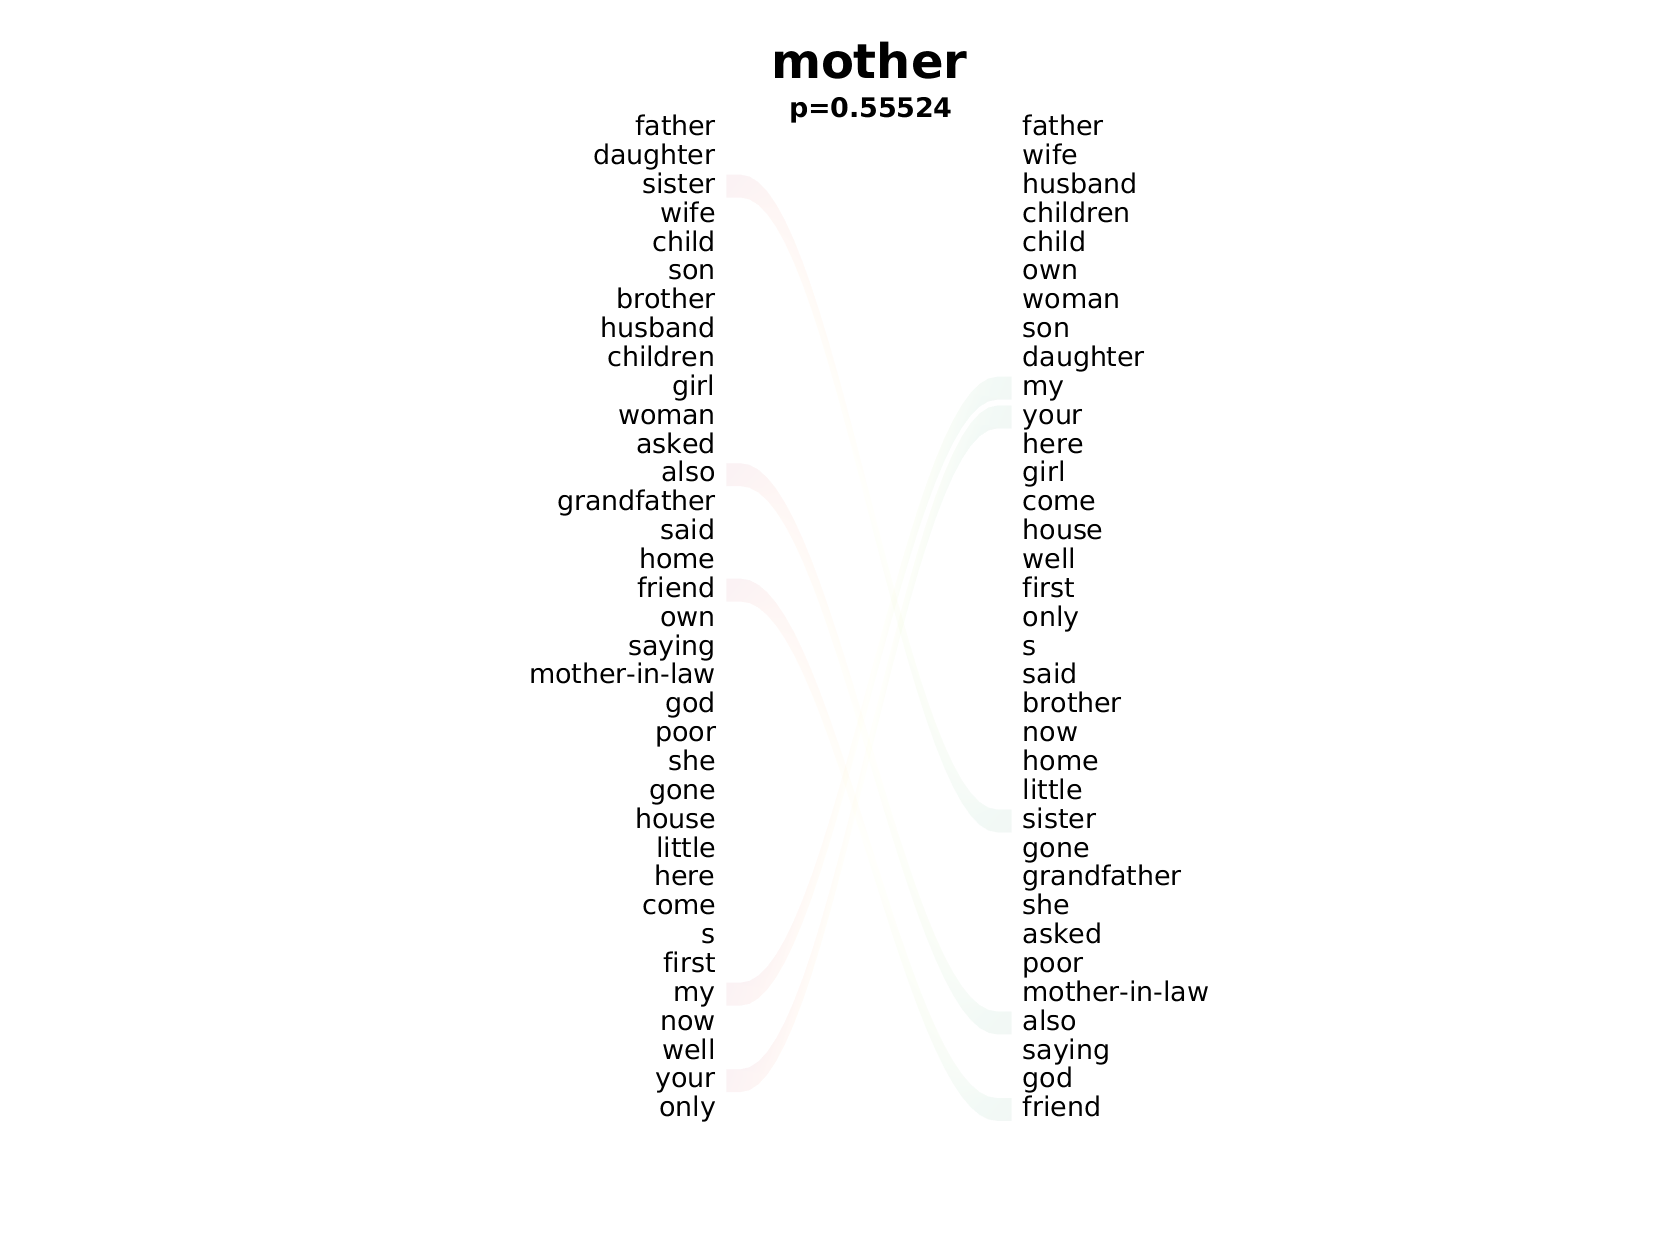 mother
p=0.55524
father father
daughter wife
sister husband
wife children
child child
son own
brother woman
husband son
children daughter
girl my
woman your
asked here
also girl
grandfather come
said house
home well
friend first
own only
saying s
mother-in-law said
god brother
poor now
she home
gone little
house sister
little gone
here grandfather
come she
s asked
first poor
my mother-in-law
now also
well saying
your god
only friend